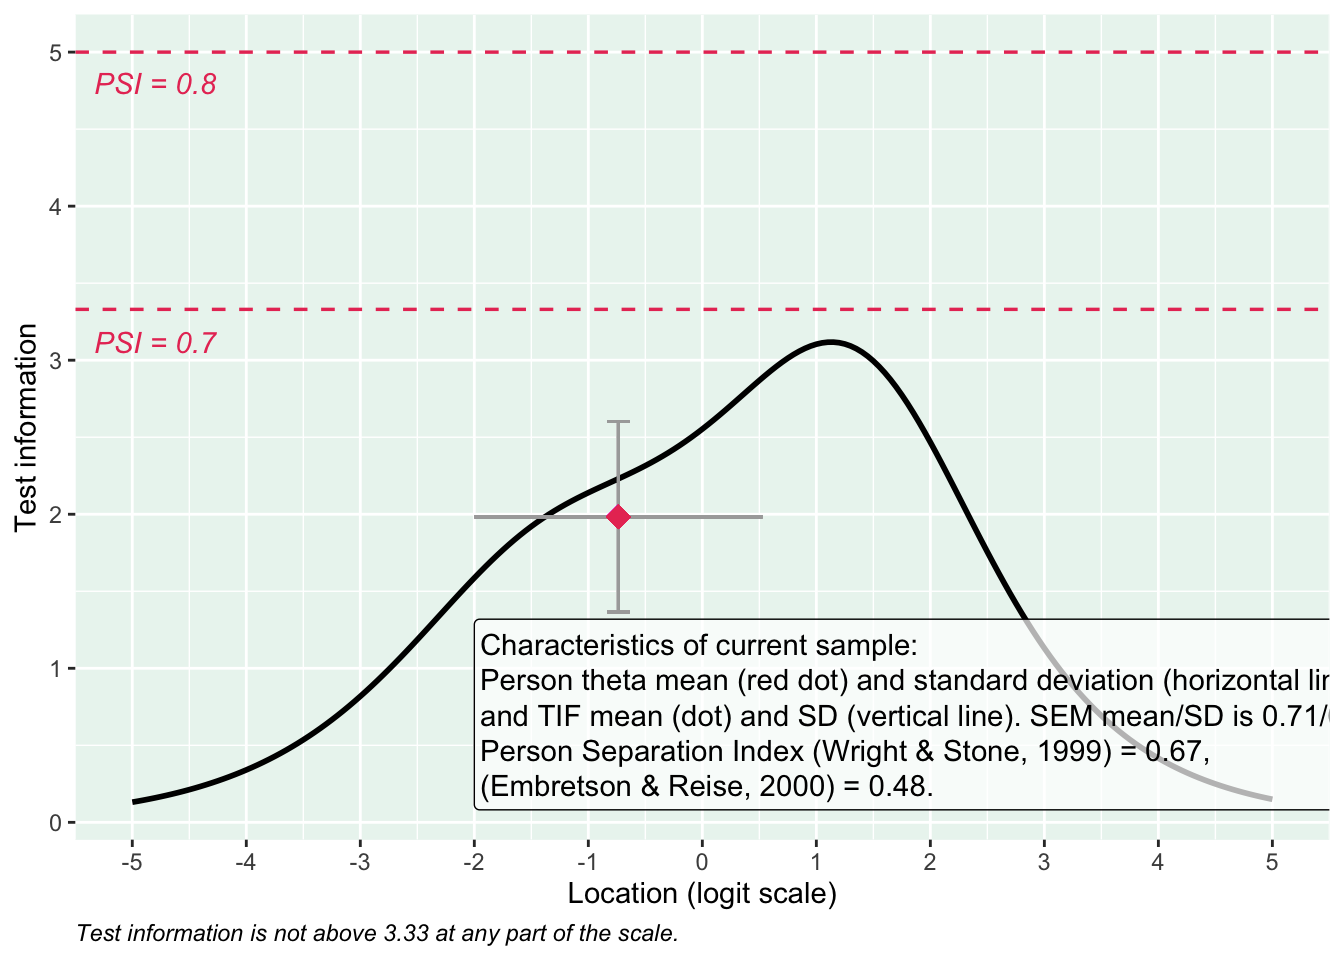 5
PSI = 0.8
4
PSI = 0.7
3
Test information
2
1
0
Characteristics of current sample:
Person theta mean (red dot) and standard deviation (horizontal
and TIF mean (dot) and SD (vertical line). SEM mean/SD is 0.71/
Person Separation Index (Wright & Stone, 1999) = 0.67,
(Embretson & Reise, 2000) = 0.48.
-5 -4 -3 -2 -1 0 1 2 3 4 5
Location (logit scale)
Test information is not above 3.33 at any part of the scale.